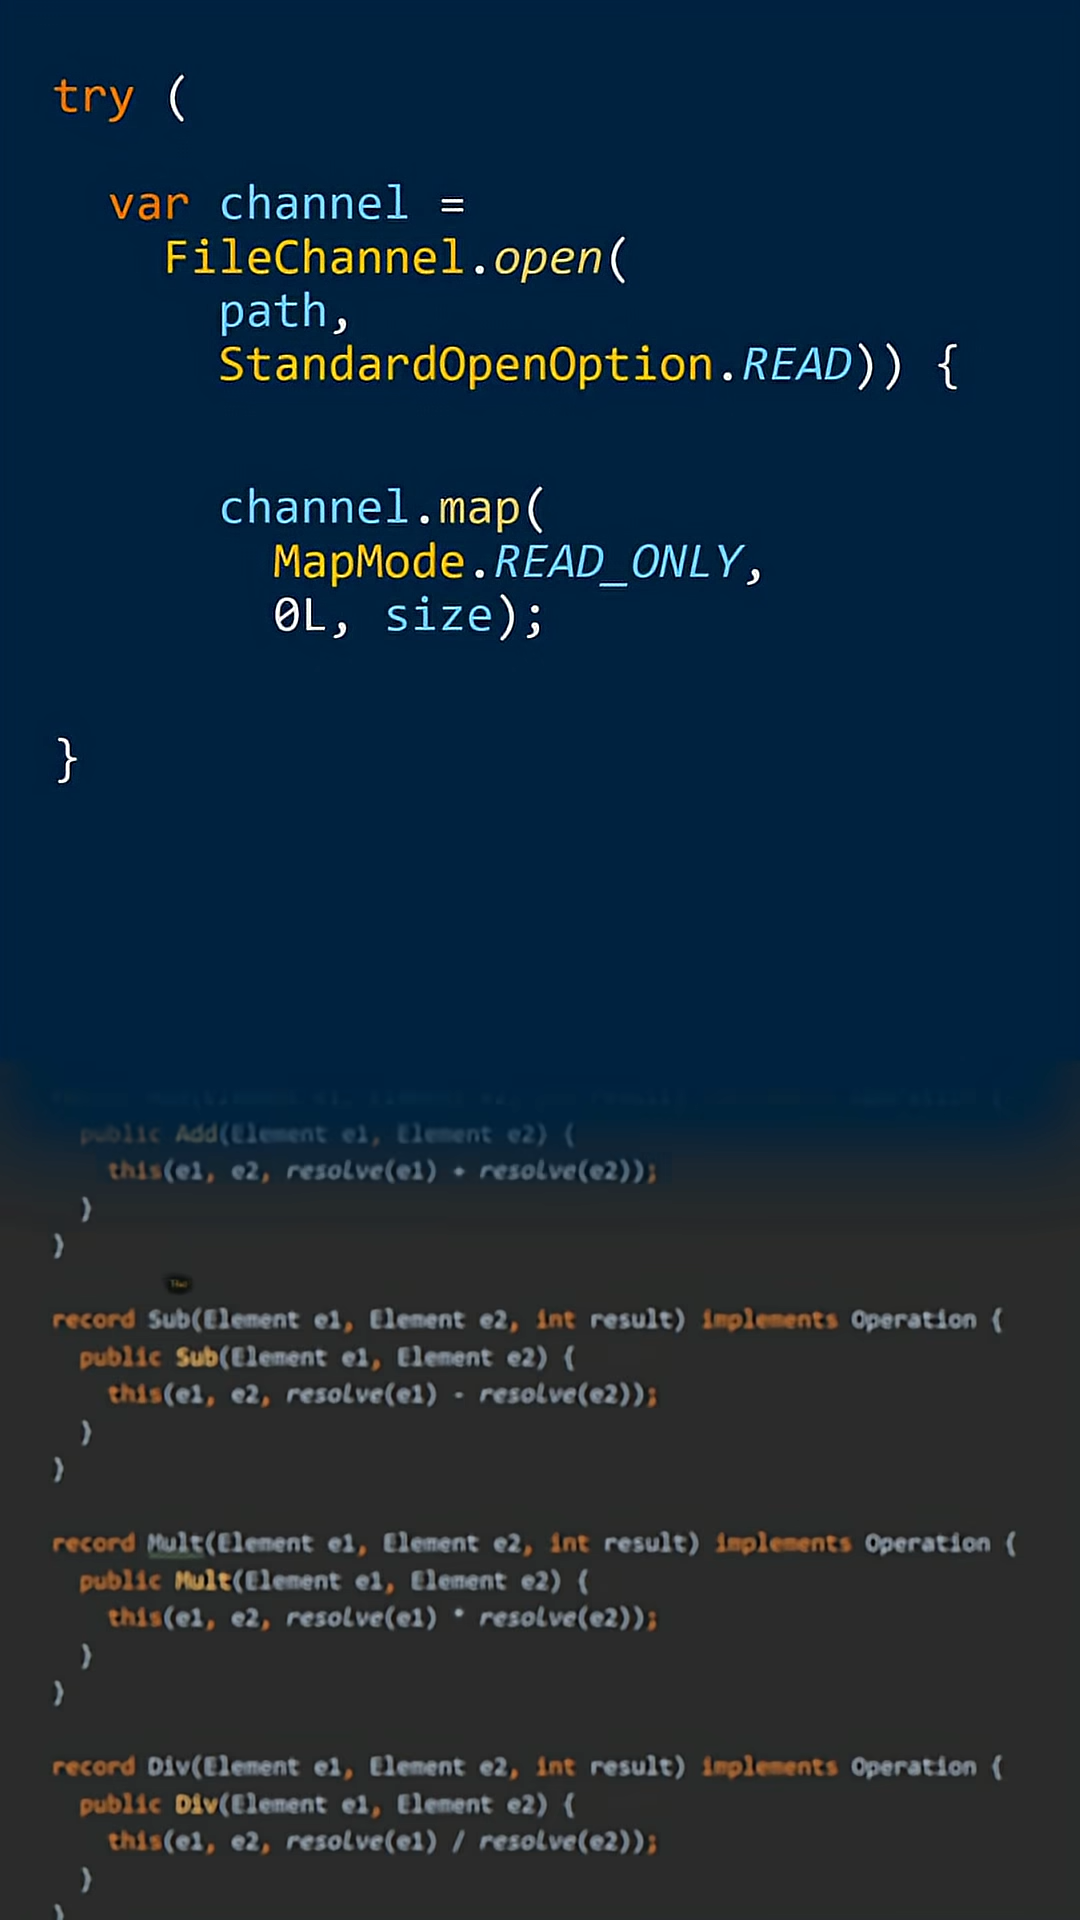 try (
var channel =
FileChannel.open(
path,
StandardOpenOption.READ)) {
channel.map(
MapMode.READ_ONLY,
0L, size);
}
public Add(Element e1, Element e2) {
this(e1, e2, resolve(e1) + resolve(e2));
}
}
record Sub(Element e1, Element e2, int result) implements Operation {
public Sub(Element e1, Element e2) {
this(e1, e2, resolve(e1) - resolve(e2));
}
}
record Mult(Element e1, Element e2, int result) implements Operation {
public Mult(Element e1, Element e2) {
this(e1, e2, resolve(e1) * resolve(e2));
}
}
record Div(Element e1, Element e2, int result) implements Operation {
public Div(Element e1, Element e2) {
this(e1, e2, resolve(e1) / resolve(e2));
}
}